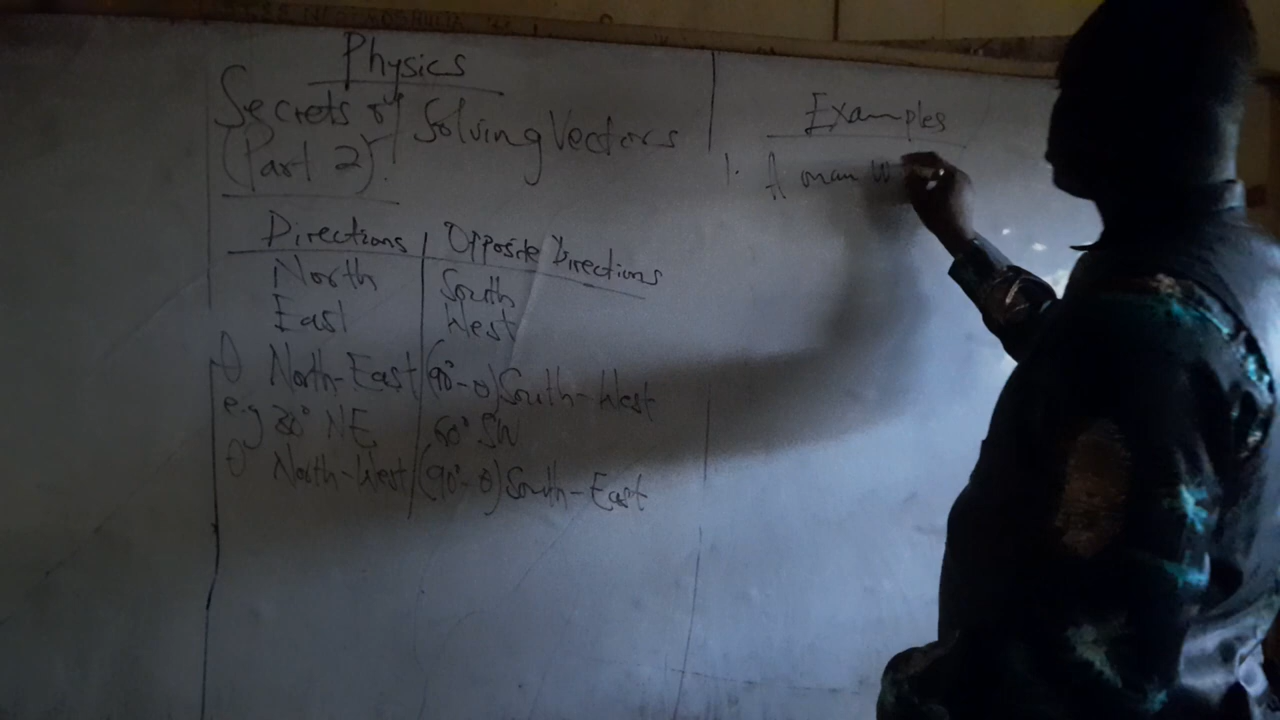 Physics
Secrets of Solving Vectors
(Part 2).
Directions | Opposite Directions
North | South
East | West
θ North-East | (90°-θ) South-West
e.g 30° NE | 60° SW
θ North-West | (90°-θ) South-East
Examples
1. A man w